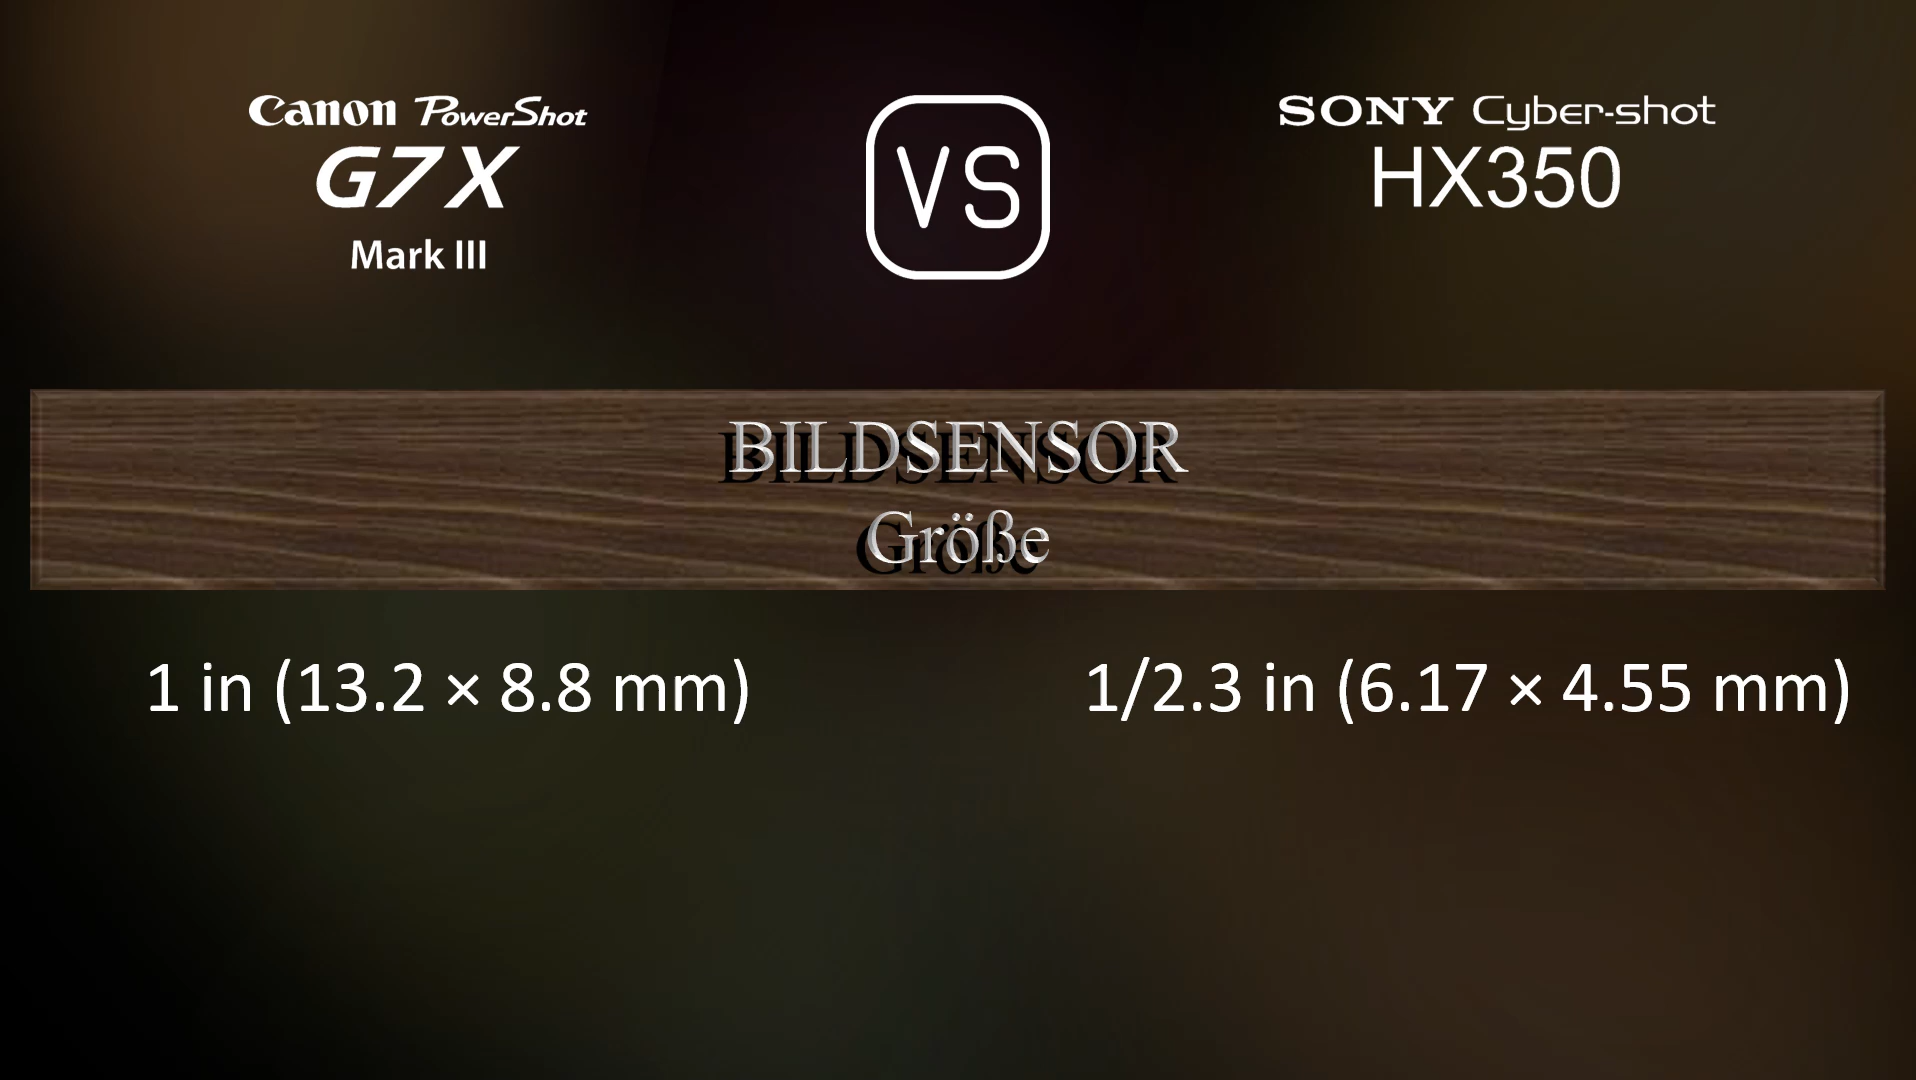 Canon PowerShot
G7 X
Mark III
VS
SONY Cyber-shot
HX350
BILDSENSOR
Größe
1 in (13.2 × 8.8 mm)
1/2.3 in (6.17 × 4.55 mm)